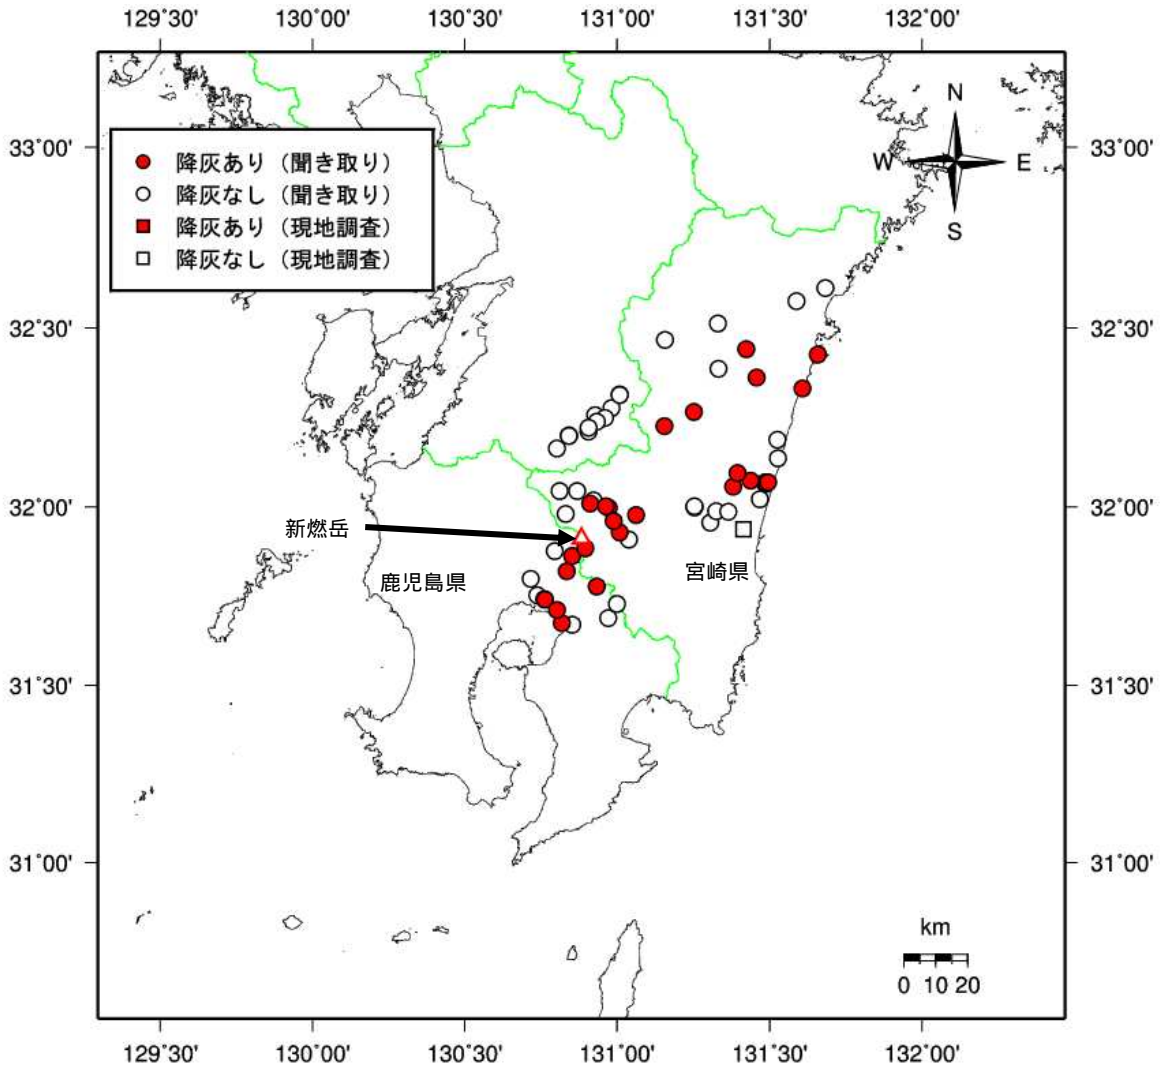 129˚30' 130˚00' 130˚30' 131˚00' 131˚30' 132˚00'
N
33˚00' W E 33˚00'
S
降灰あり（聞き取り）
降灰なし（聞き取り）
降灰あり（現地調査）
降灰なし（現地調査）
32˚30' 32˚30'
32˚00' 32˚00'
新燃岳
鹿児島県 宮崎県
31˚30' 31˚30'
31˚00' 31˚00'
km
0 10 20
129˚30' 130˚00' 130˚30' 131˚00' 131˚30' 132˚00'